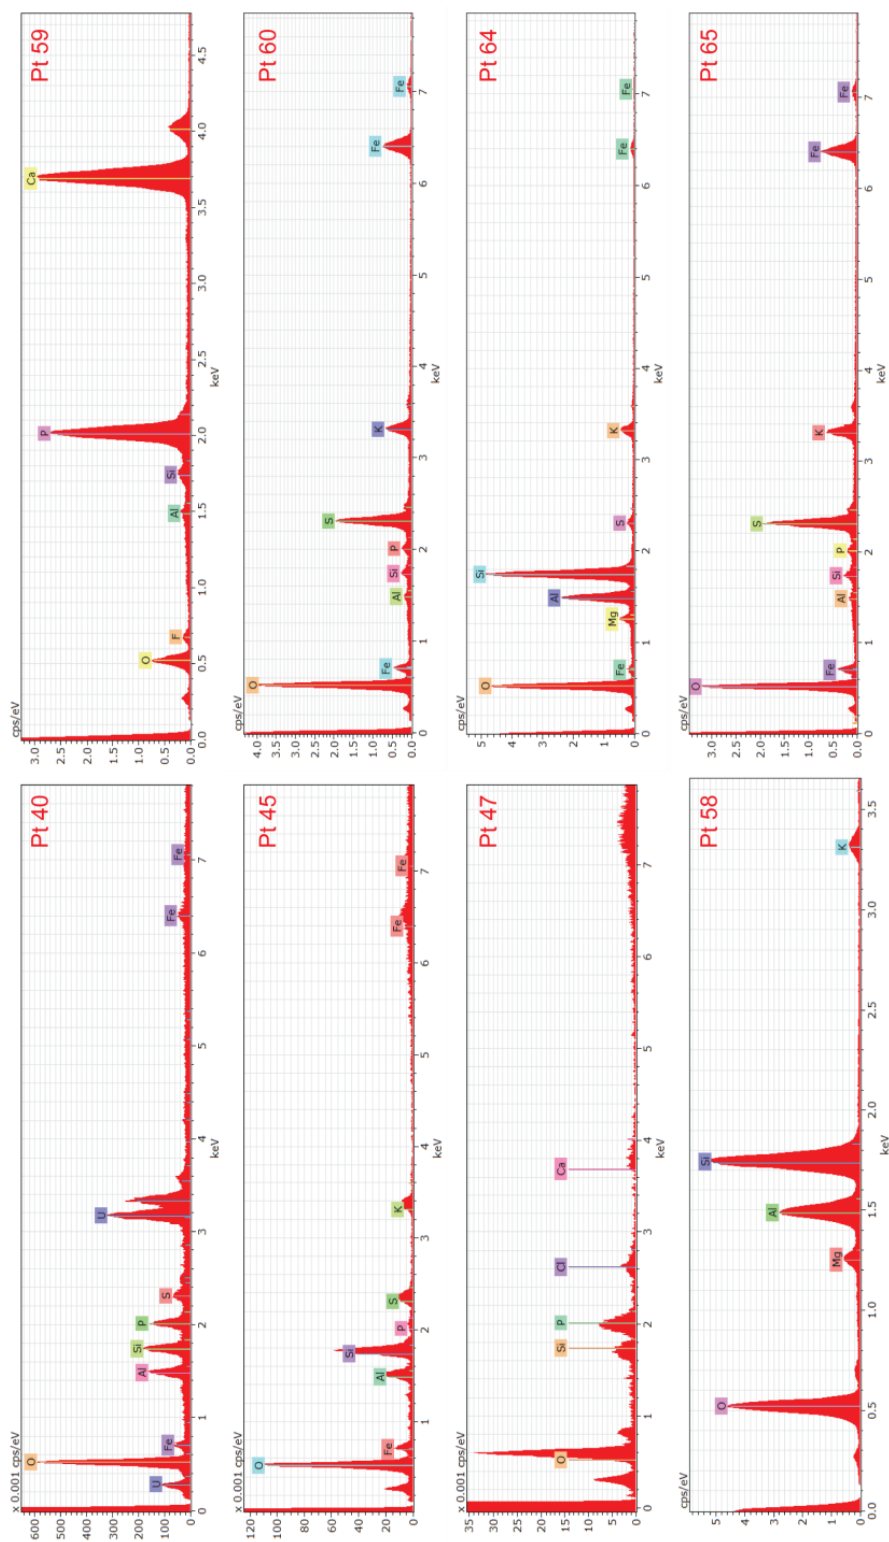 x 0.001 cps/eV
Pt 40
600
500
400
300
200
100
0
U O Fe Al Si P S U Fe Fe
0 1 2 3 4 5 6 7
keV
x 0.001 cps/eV
Pt 45
120
100
80
60
40
20
0
O Fe Al Si P S K Fe Fe
1 2 3 4 5 6 7
keV
x 0.001 cps/eV
Pt 47
35
30
25
20
15
10
5
0
O Si P Cl Ca
0 1 2 3 4 5 6 7
keV
cps/eV
Pt 58
5
4
3
2
1
0
O Mg Al Si K
0.0 0.5 1.0 1.5 2.0 2.5 3.0 3.5
keV
cps/eV
Pt 59
3.0
2.5
2.0
1.5
1.0
0.5
0.0
O F Al Si P Ca
0.0 0.5 1.0 1.5 2.0 2.5 3.0 3.5 4.0 4.5
keV
cps/eV
Pt 60
4.0
3.5
3.0
2.5
2.0
1.5
1.0
0.5
0.0
O Fe Al Si P S K Fe Fe
0 1 2 3 4 5 6 7
keV
cps/eV
Pt 64
5
4
3
2
1
0
O Fe Mg Al Si S K Fe Fe
0 1 2 3 4 5 6 7
keV
cps/eV
Pt 65
3.0
2.5
2.0
1.5
1.0
0.5
0.0
O Fe Al Si P S K Fe Fe
0 1 2 3 4 5 6 7
keV